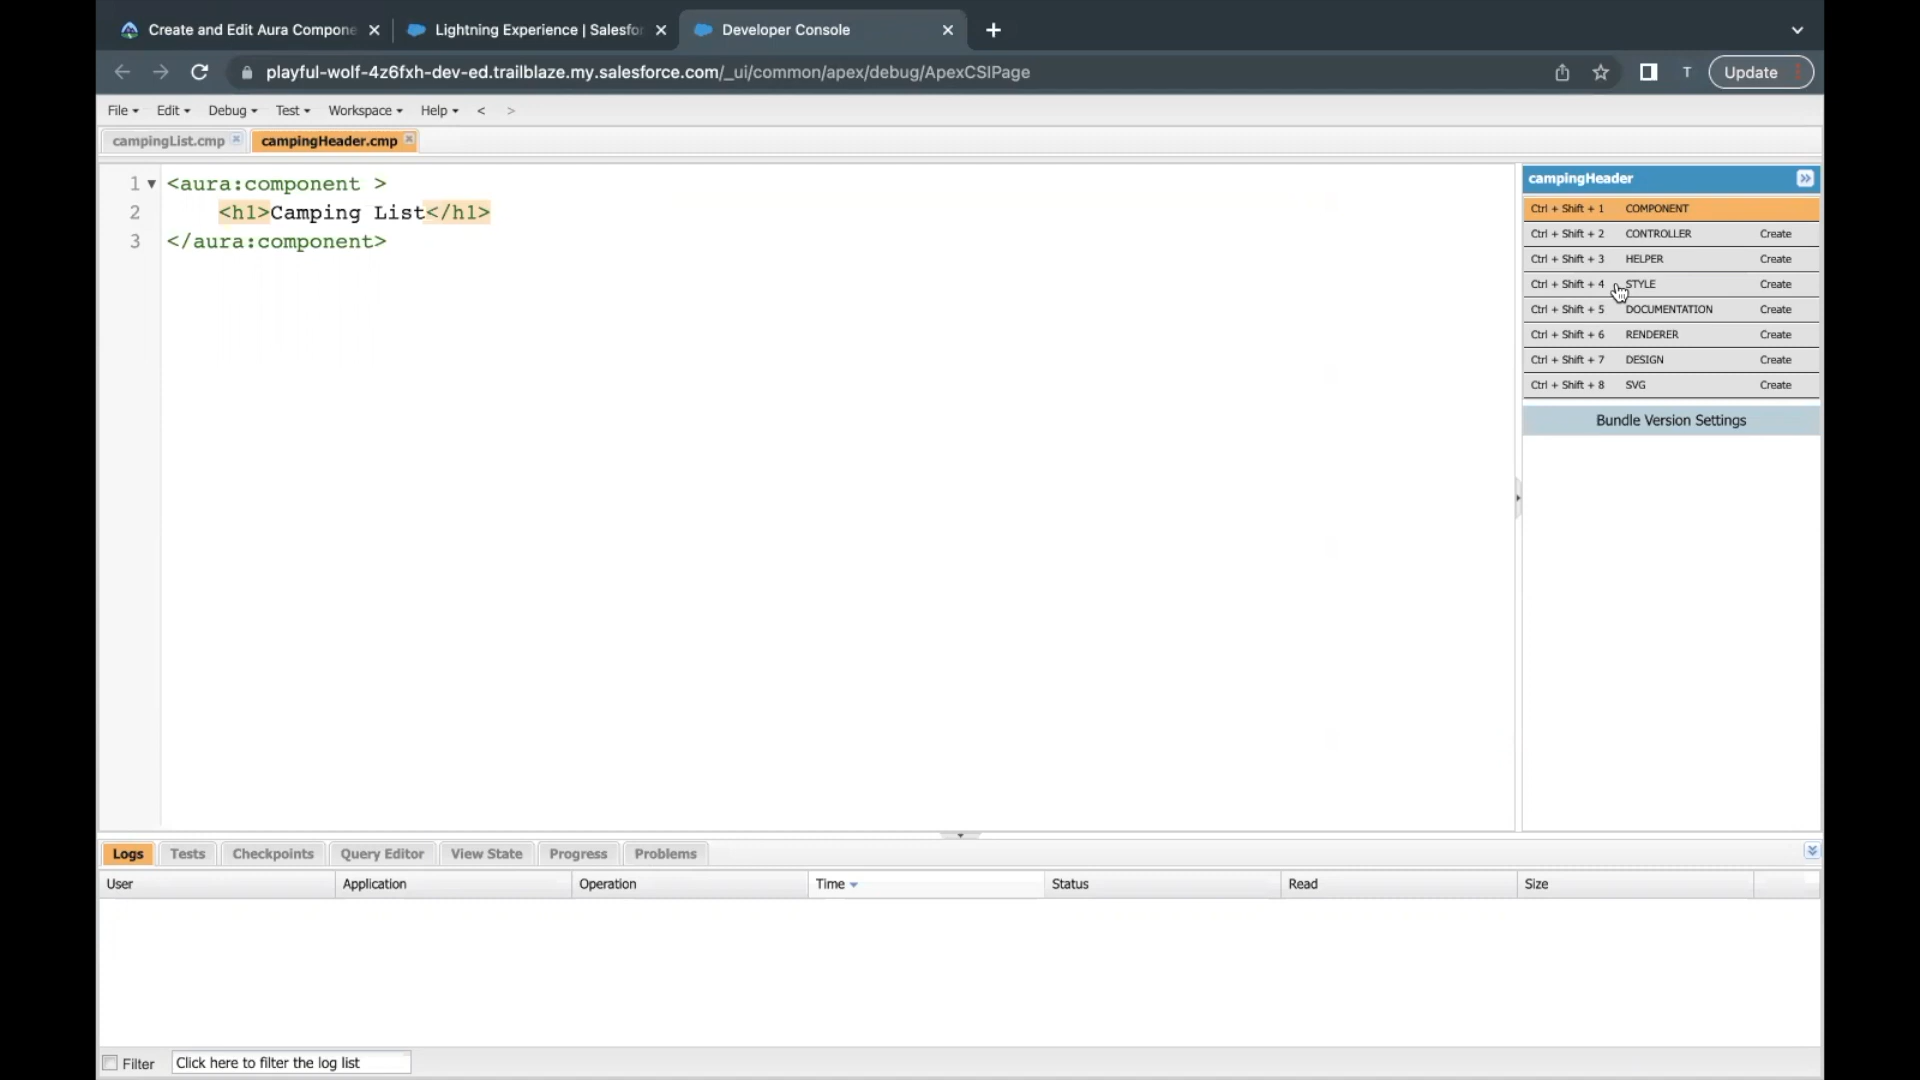 Create and Edit Aura Compone
Lightning Experience | Salesfor
Developer Console
playful-wolf-4z6fxh-dev-ed.trailblaze.my.salesforce.com/_ui/common/apex/debug/ApexCSIPage
T
Update
File Edit Debug Test Workspace Help < >
campingList.cmp campingHeader.cmp
1 <aura:component >
2 <h1>Camping List</h1>
3 </aura:component>
campingHeader
Ctrl + Shift + 1 COMPONENT
Ctrl + Shift + 2 CONTROLLER Create
Ctrl + Shift + 3 HELPER Create
Ctrl + Shift + 4 STYLE Create
Ctrl + Shift + 5 DOCUMENTATION Create
Ctrl + Shift + 6 RENDERER Create
Ctrl + Shift + 7 DESIGN Create
Ctrl + Shift + 8 SVG Create
Bundle Version Settings
Logs Tests Checkpoints Query Editor View State Progress Problems
User Application Operation Time Status Read Size
Filter Click here to filter the log list